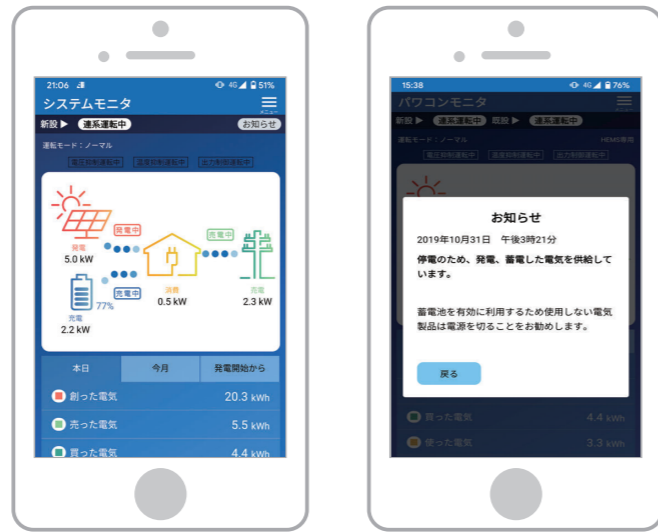 21:06
4G 51%
システムモニタ
メニュー
新設 ▶ 連系運転中
お知らせ
運転モード:ノーマル
電圧抑制運転中 温度抑制運転中 出力制御運転中
発電中
売電中
発電
5.0 kW
充電中
77%
消費
0.5 kW
売電
2.3 kW
充電
2.2 kW
本日 今月 発電開始から
創った電気 20.3 kWh
売った電気 5.5 kWh
買った電気 4.4 kWh
15:38
4G 76%
パワコンモニタ
メニュー
新設 ▶ 連系運転中 既設 ▶ 連系運転中
運転モード:ノーマル HEMS専用
電圧抑制運転中 温度抑制運転中 出力制御運転中
お知らせ
2019年10月31日 午後3時21分
停電のため、発電、蓄電した電気を供給して
います。
蓄電池を有効に利用するため使用しない電気
製品は電源を切ることをお勧めします。
戻る
買った電気 4.4 kWh
使った電気 3.3 kWh